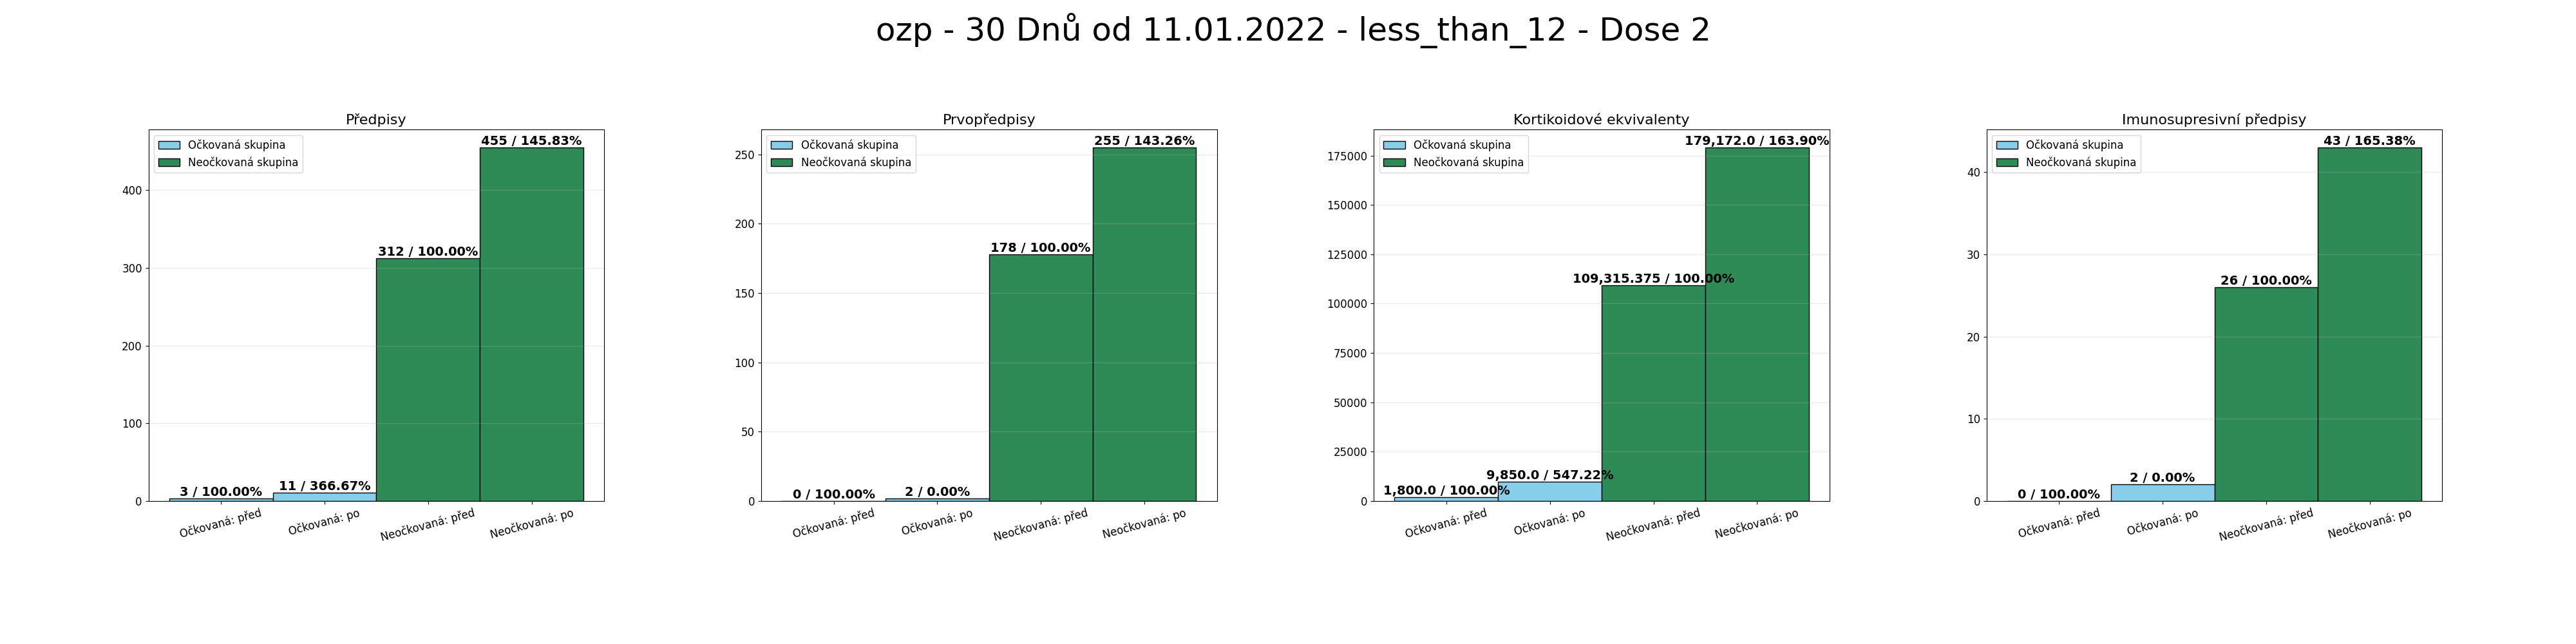 ozp - 30 Dnů od 11.01.2022 - less_than_12 - Dose 2
Předpisy
Očkovaná skupina
Neočkovaná skupina
400
300
200
100
0
3 / 100.00%
11 / 366.67%
312 / 100.00%
455 / 145.83%
Očkovaná: před
Očkovaná: po
Neočkovaná: před
Neočkovaná: po
Prvopředpisy
Očkovaná skupina
Neočkovaná skupina
250
200
150
100
50
0
0 / 100.00%
2 / 0.00%
178 / 100.00%
255 / 143.26%
Očkovaná: před
Očkovaná: po
Neočkovaná: před
Neočkovaná: po
Kortikoidové ekvivalenty
Očkovaná skupina
Neočkovaná skupina
175000
150000
125000
100000
75000
50000
25000
0
1,800.0 / 100.00%
9,850.0 / 547.22%
109,315.375 / 100.00%
179,172.0 / 163.90%
Očkovaná: před
Očkovaná: po
Neočkovaná: před
Neočkovaná: po
Imunosupresivní předpisy
Očkovaná skupina
Neočkovaná skupina
40
30
20
10
0
0 / 100.00%
2 / 0.00%
26 / 100.00%
43 / 165.38%
Očkovaná: před
Očkovaná: po
Neočkovaná: před
Neočkovaná: po